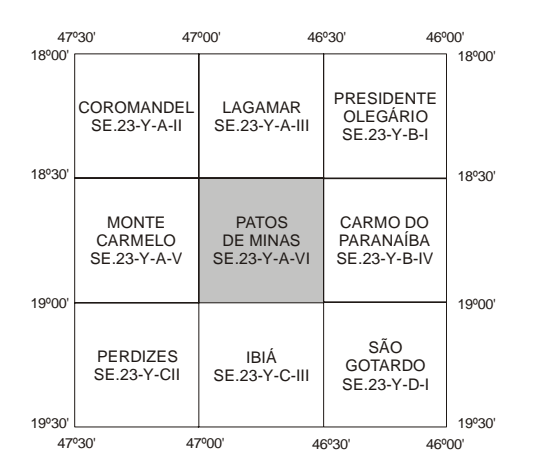 47º30' 47º00' 46º30' 46º00'
18º00' 18º00'
COROMANDEL
SE.23-Y-A-II
LAGAMAR
SE.23-Y-A-III
PRESIDENTE
OLEGÁRIO
SE.23-Y-B-I
18º30' 18º30'
MONTE
CARMELO
SE.23-Y-A-V
PATOS
DE MINAS
SE.23-Y-A-VI
CARMO DO
PARANAÍBA
SE.23-Y-B-IV
19º00' 19º00'
PERDIZES
SE.23-Y-CII
IBIÁ
SE.23-Y-C-III
SÃO
GOTARDO
SE.23-Y-D-I
19º30' 19º30'
47º30' 47º00' 46º30' 46º00'